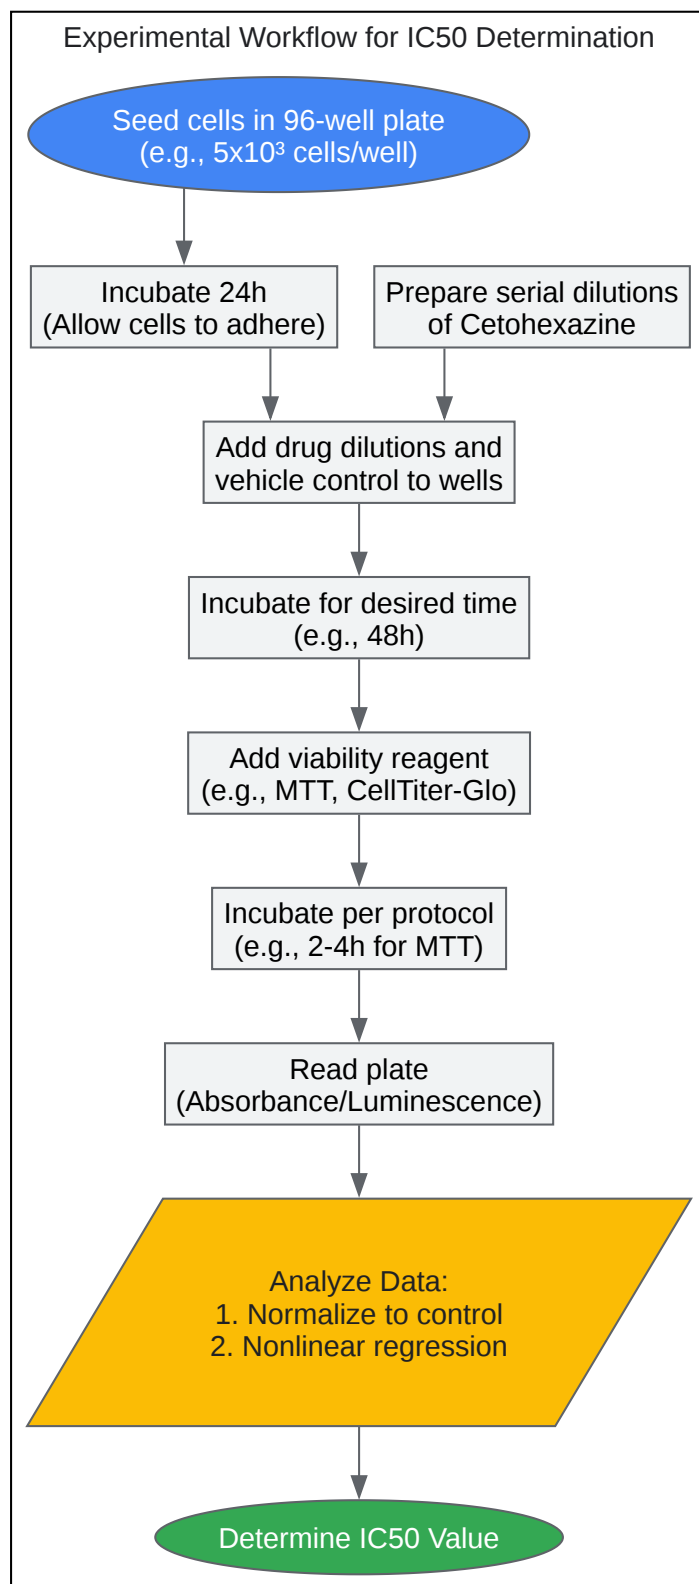 Experimental Workflow for IC50 Determination
Seed cells in 96-well plate
(e.g., 5x10³ cells/well)
Incubate 24h
(Allow cells to adhere)
Prepare serial dilutions
of Cetohexazine
Add drug dilutions and
vehicle control to wells
Incubate for desired time
(e.g., 48h)
Add viability reagent
(e.g., MTT, CellTiter-Glo)
Incubate per protocol
(e.g., 2-4h for MTT)
Read plate
(Absorbance/Luminescence)
Analyze Data:
1. Normalize to control
2. Nonlinear regression
Determine IC50 Value